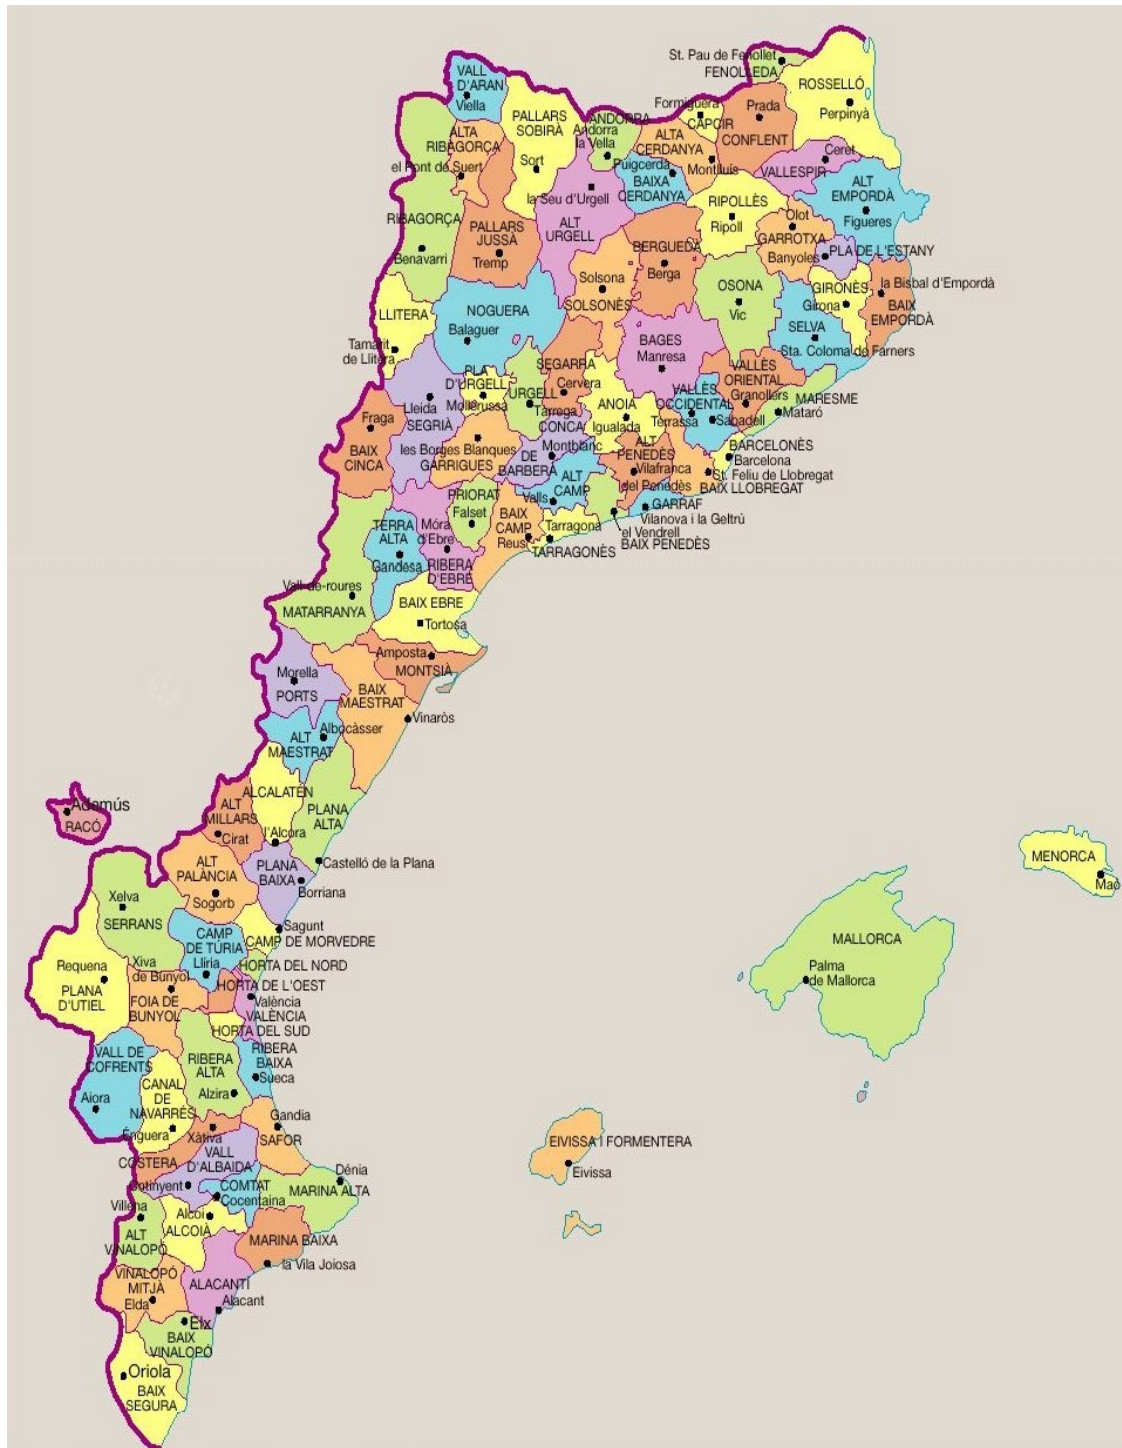 St. Pau de Fenollet
FENOLLEDA
ROSSELLÓ
Perpinyà
VALL
D'ARAN
Viella
PALLARS
SOBIRÀ
Sort
ANDORRA
Andorra
la Vella
Formiguera
CAPCIR
Prada
CONFLENT
ALTA
RIBAGORÇA
el Pont de Suert
ALTA
CERDANYA
Montlluís
Puigcerdà
BAIXA
CERDANYA
Ceret
VALLESPIR
ALT
EMPORDÀ
Figueres
la Seu d'Urgell
ALT
URGELL
RIPOLLÈS
Ripoll
Olot
GARROTXA
Banyoles
PLA DE L'ESTANY
RIBAGORÇA
Benavarri
PALLARS
JUSSÀ
Tremp
BERGUEDÀ
Berga
Solsona
SOLSONÈS
OSONA
Vic
GIRONÈS
Girona
la Bisbal d'Empordà
BAIX
EMPORDÀ
LLITERA
Tamarit
de Llitera
NOGUERA
Balaguer
SELVA
Sta. Coloma de Farners
BAGES
Manresa
SEGARRA
Cervera
VALLÈS
ORIENTAL
Granollers
PLA
D'URGELL
Mollerussa
URGELL
Tàrrega
VALLÈS
OCCIDENTAL
Terrassa
Sabadell
MARESME
Mataró
Lleida
SEGRIÀ
ANOIA
Igualada
Fraga
BAIX
CINCA
les Borges Blanques
GARRIGUES
CONCA
Montblanc
DE
BARBERÀ
ALT
PENEDÈS
Vilafranca
del Penedès
BARCELONÈS
Barcelona
St. Feliu de Llobregat
BAIX LLOBREGAT
ALT
CAMP
Valls
GARRAF
Vilanova i la Geltrú
el Vendrell
BAIX PENEDÈS
PRIORAT
Falset
BAIX
CAMP
Reus
Tarragona
TARRAGONÈS
TERRA
ALTA
Gandesa
Móra
d'Ebre
RIBERA
D'EBRE
Vall-de-roures
MATARRANYA
BAIX EBRE
Tortosa
Amposta
MONTSIÀ
Morella
PORTS
BAIX
MAESTRAT
Vinaròs
Albocàsser
ALT
MAESTRAT
ALCALATÉN
l'Alcora
PLANA
ALTA
Ademús
RACÓ
ALT
MILLARS
Cirat
Castelló de la Plana
ALT
PALÀNCIA
Sogorb
PLANA
BAIXA
Borriana
MENORCA
Maó
Xelva
SERRANS
Sagunt
CAMP DE MORVEDRE
CAMP
DE TÚRIA
Llíria
MALLORCA
Palma
de Mallorca
Requena
PLANA
D'UTIEL
Xiva
de Bunyol
FOIA DE
BUNYOL
HORTA DEL NORD
HORTA DE L'OEST
València
VALÈNCIA
HORTA DEL SUD
VALL DE
COFRENTS
Aiora
CANAL
DE
NAVARRÉS
Énguera
RIBERA
ALTA
Alzira
RIBERA
BAIXA
Sueca
Gandia
SAFOR
Xàtiva
COSTERA
VALL
D'ALBAIDA
Ontinyent
EIVISSA I FORMENTERA
Eivissa
COMTAT
Cocentaina
Dénia
MARINA ALTA
Villena
ALT
VINALOPÓ
Alcoi
ALCOIÀ
MARINA BAIXA
la Vila Joiosa
VINALOPÓ
MITJÀ
Elda
ALACANTÍ
Alacant
Elx
BAIX
VINALOPÓ
Oriola
BAIX
SEGURA